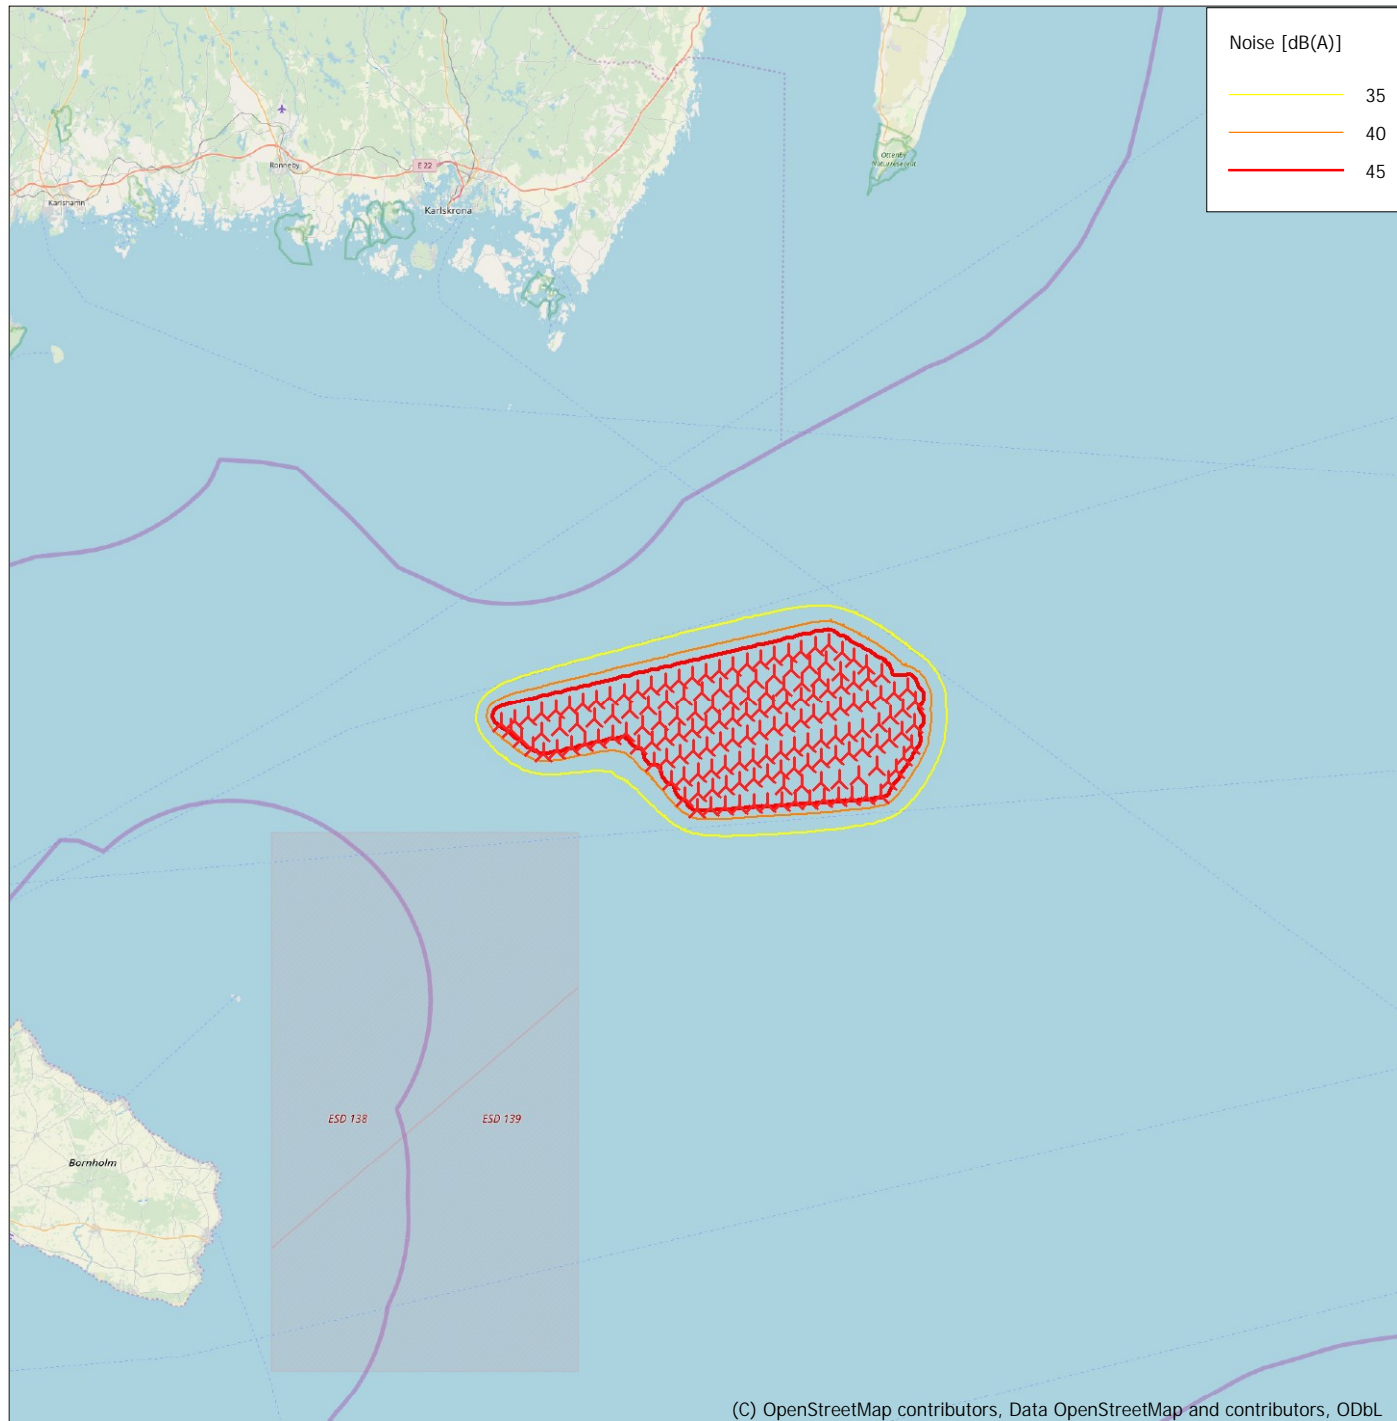 Noise [dB(A)]
35
40
45
Ottenby
Ronneby
E 22
Karlshamn
Karlskrona
ESD 138
ESD 139
Bornholm
(C) OpenStreetMap contributors, Data OpenStreetMap and contributors, ODbL